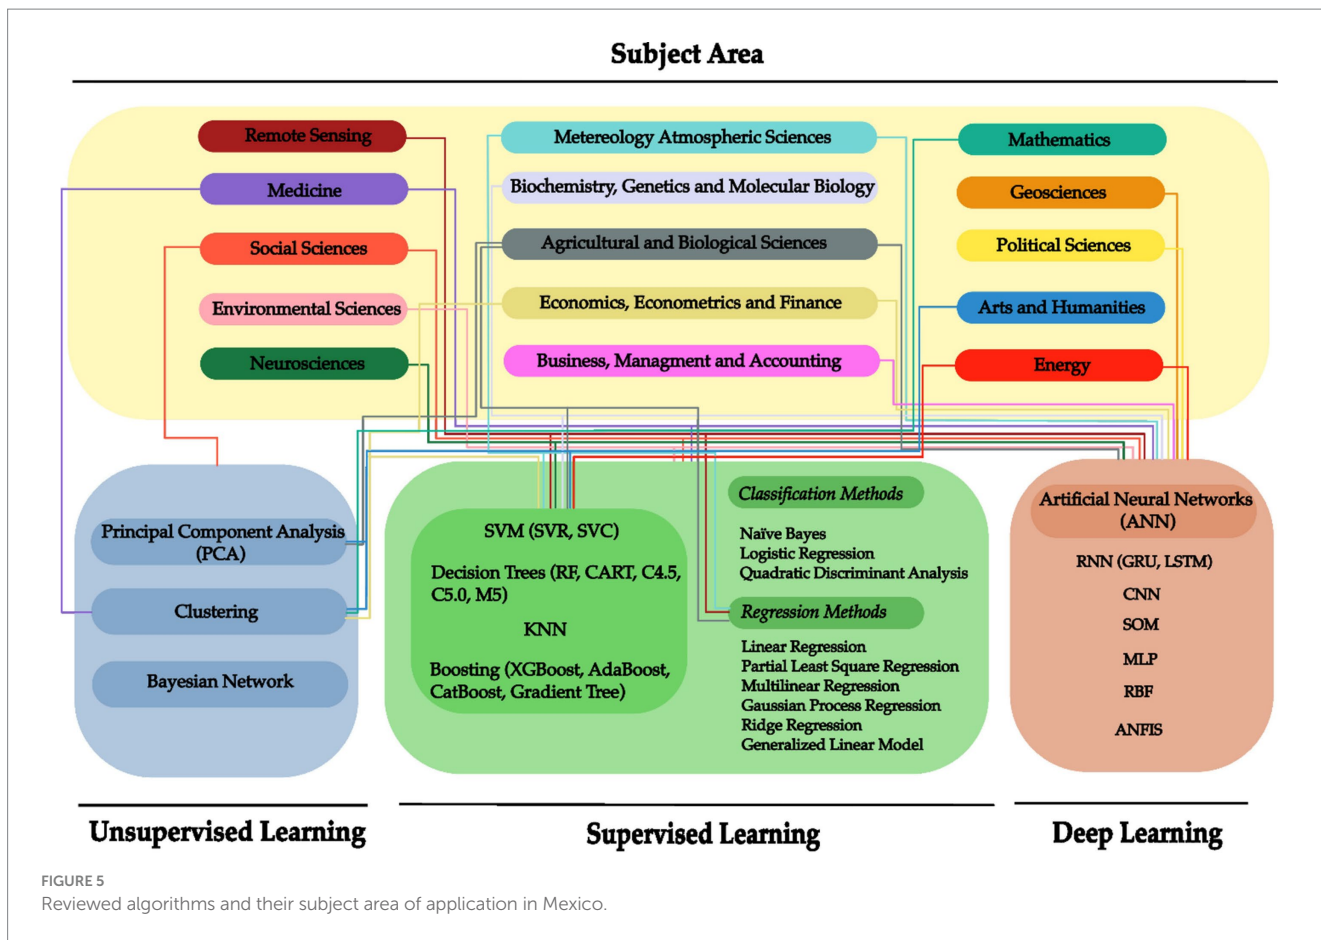 Subject Area
Remote Sensing
Medicine
Social Sciences
Environmental Sciences
Neurosciences
Metereology Atmospheric Sciences
Biochemistry, Genetics and Molecular Biology
Agricultural and Biological Sciences
Economics, Econometrics and Finance
Business, Managment and Accounting
Mathematics
Geosciences
Political Sciences
Arts and Humanities
Energy
Principal Component Analysis
(PCA)
Clustering
Bayesian Network
SVM (SVR, SVC)
Decision Trees (RF, CART, C4.5,
C5.0, M5)
KNN
Boosting (XGBoost, AdaBoost,
CatBoost, Gradient Tree)
Classification Methods
Naïve Bayes
Logistic Regression
Quadratic Discriminant Analysis
Regression Methods
Linear Regression
Partial Least Square Regression
Multilinear Regression
Gaussian Process Regression
Ridge Regression
Generalized Linear Model
Artificial Neural Networks
(ANN)
RNN (GRU, LSTM)
CNN
SOM
MLP
RBF
ANFIS
Unsupervised Learning
Supervised Learning
Deep Learning
FIGURE 5
Reviewed algorithms and their subject area of application in Mexico.